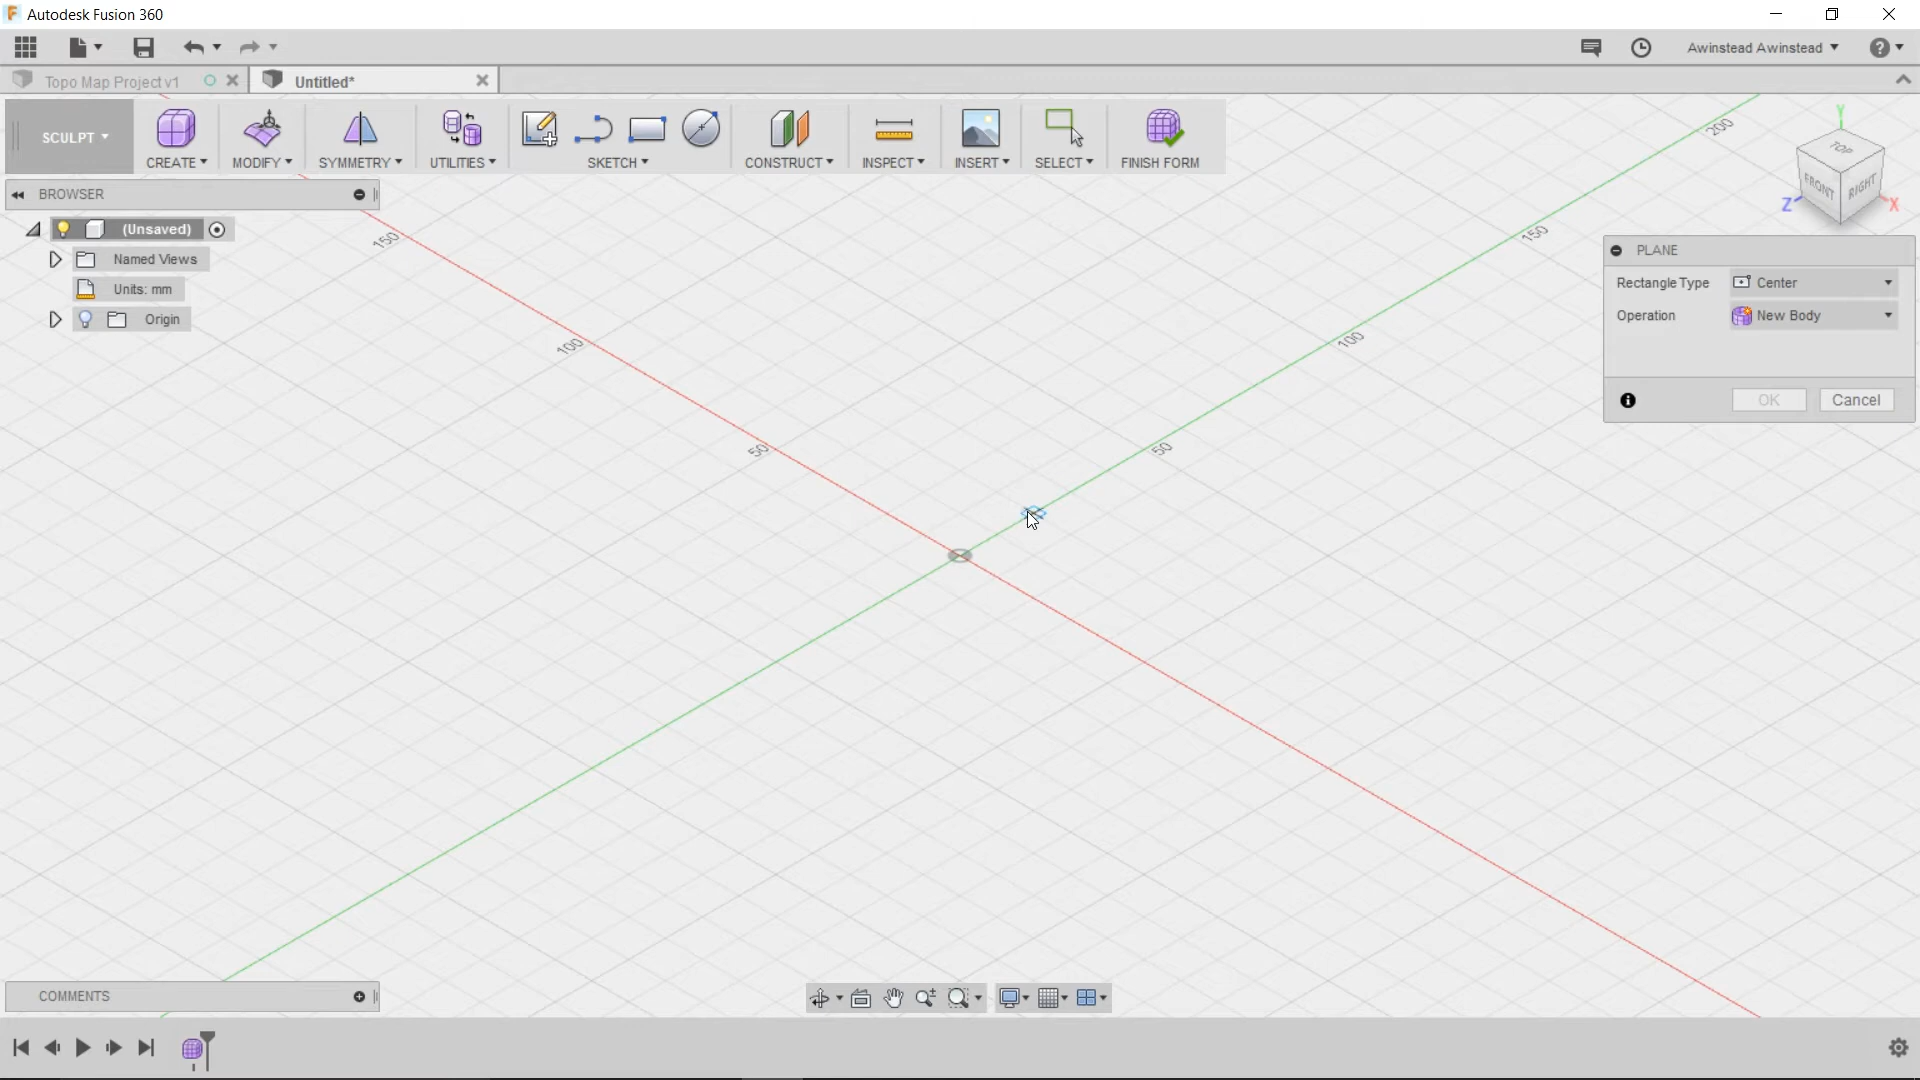 Autodesk Fusion 360
Awinstead Awinstead
Topo Map Project v1
Untitled*
SCULPT
CREATE
MODIFY
SYMMETRY
UTILITIES
SKETCH
CONSTRUCT
INSPECT
INSERT
SELECT
FINISH FORM
BROWSER
(Unsaved)
Named Views
Units: mm
Origin
150
100
50
50
100
150
200
Y
TOP
FRONT
RIGHT
Z
X
PLANE
Rectangle Type
Center
Operation
New Body
OK
Cancel
COMMENTS